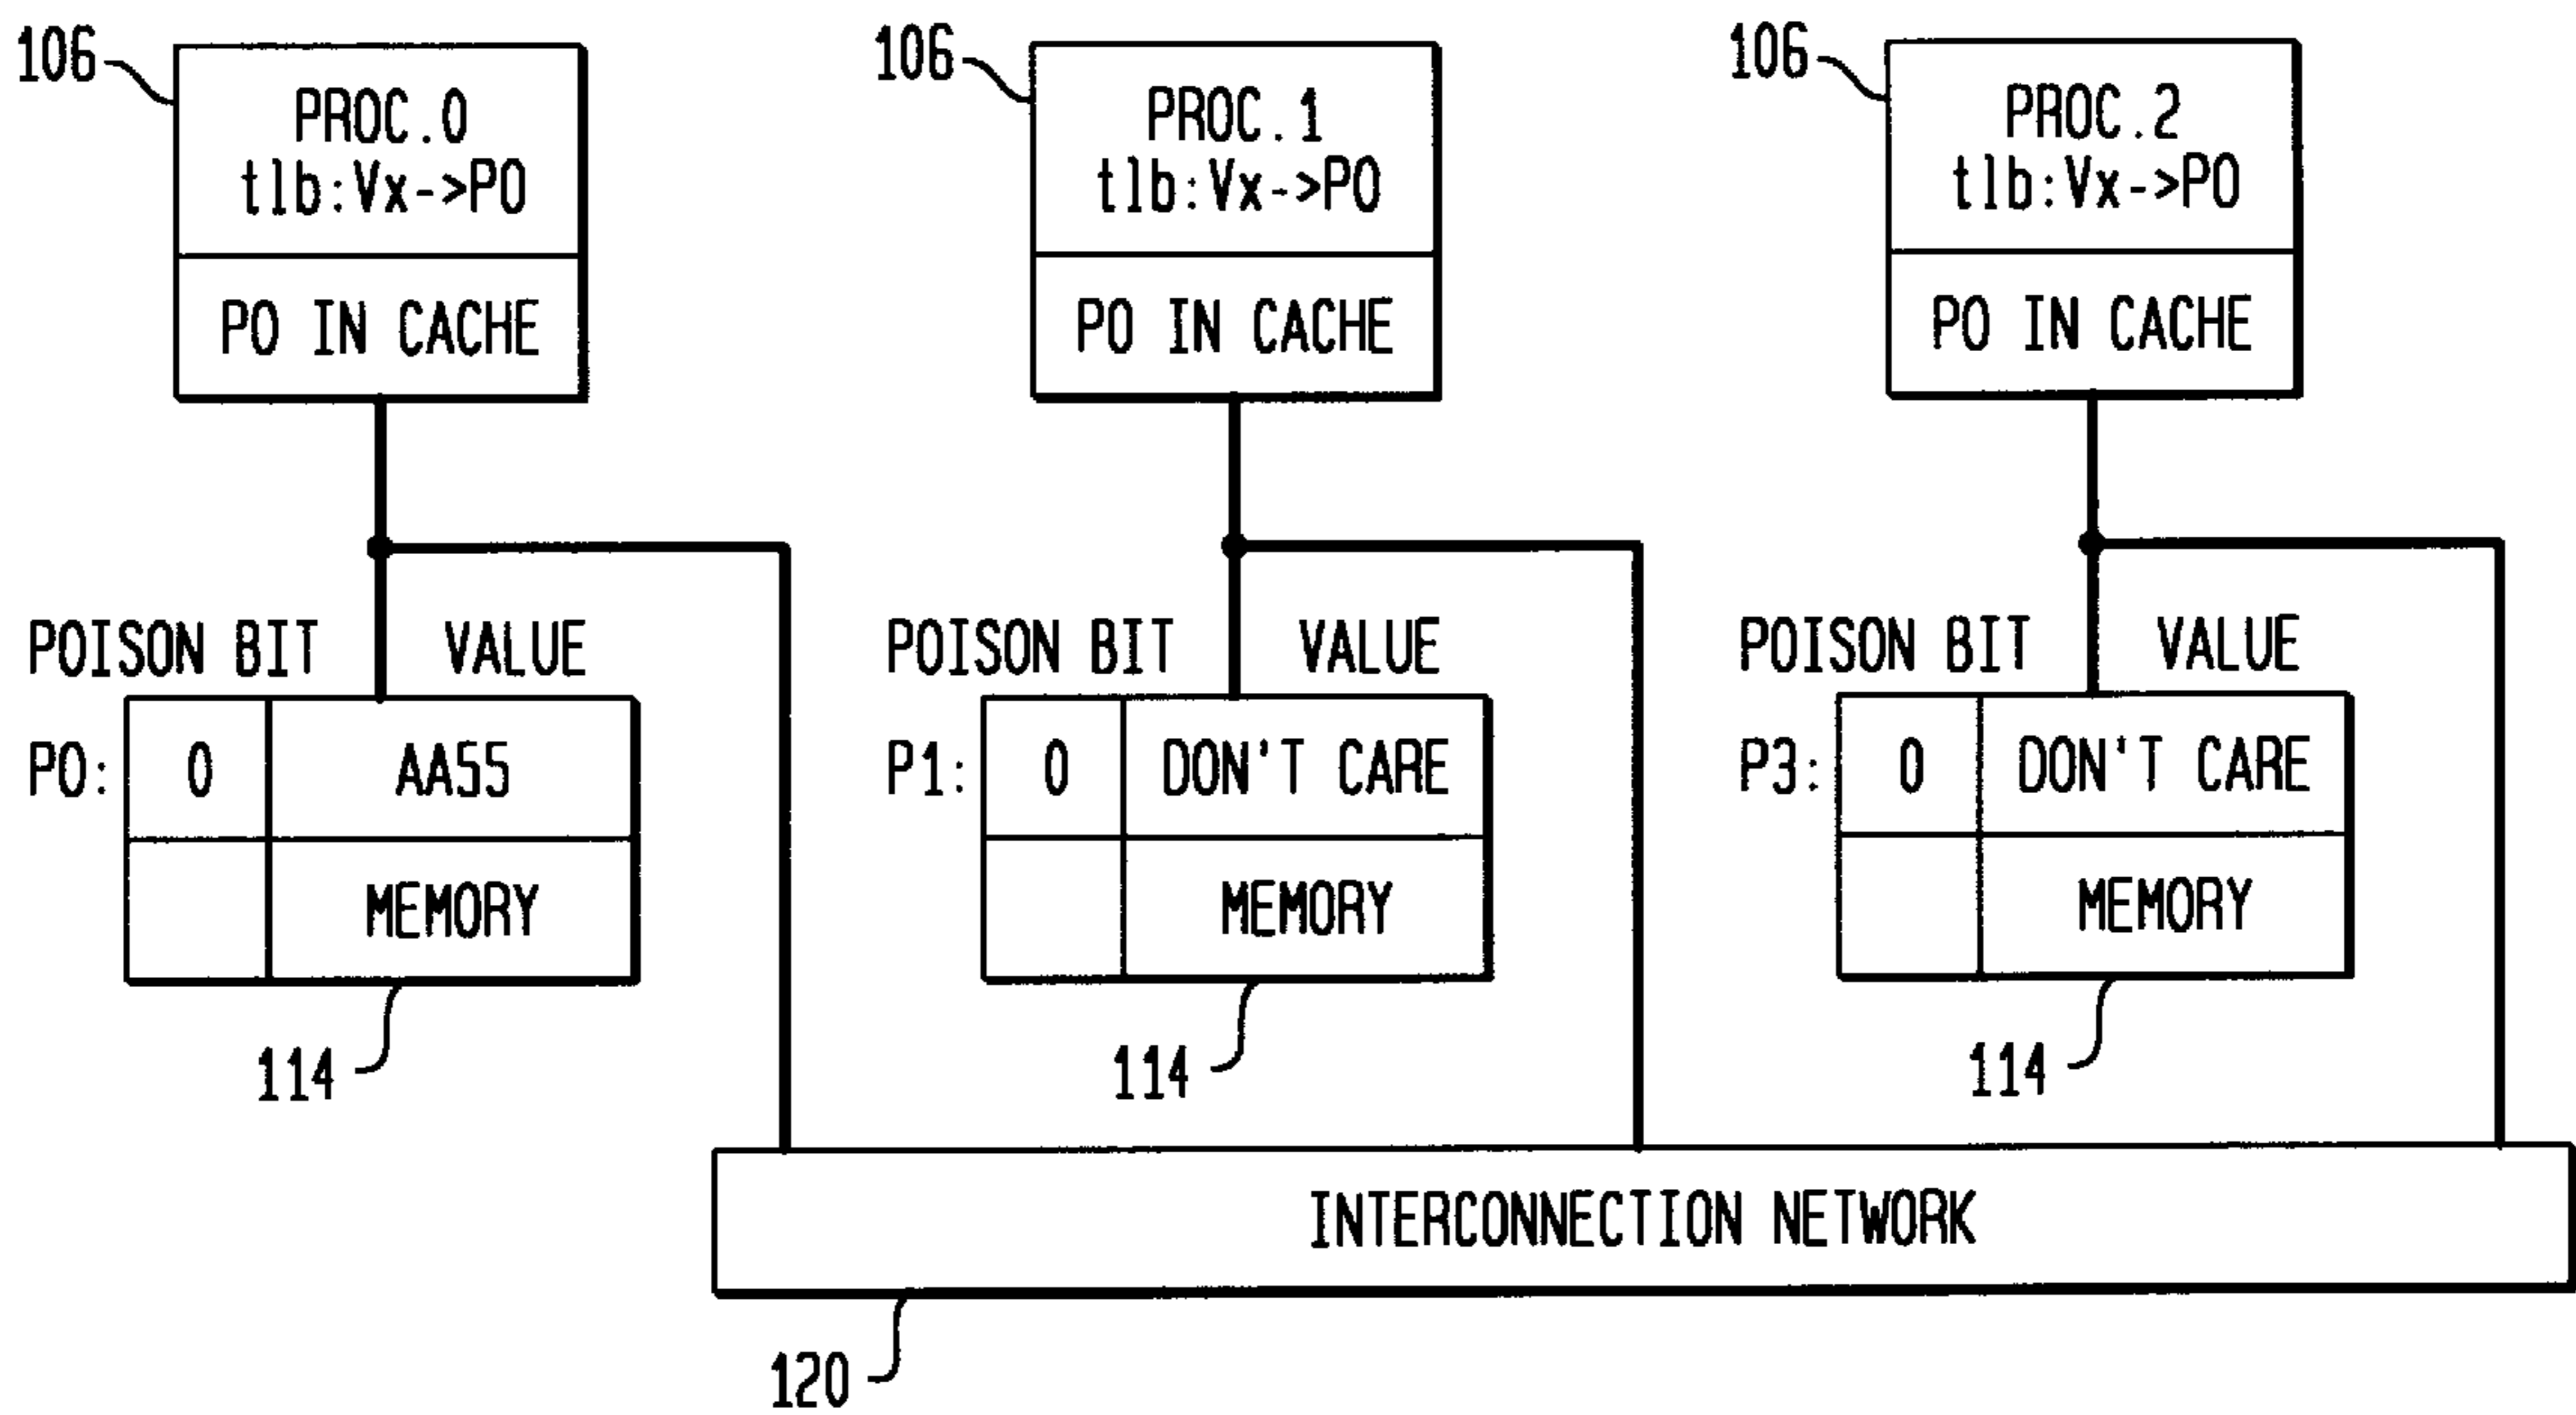 106
PROC.0
tlb:Vx->P0
P0 IN CACHE
106
PROC.1
tlb:Vx->P0
P0 IN CACHE
106
PROC.2
tlb:Vx->P0
P0 IN CACHE
POISON BIT VALUE
P0: 0 AA55
MEMORY
114
POISON BIT VALUE
P1: 0 DON'T CARE
MEMORY
114
POISON BIT VALUE
P3: 0 DON'T CARE
MEMORY
114
INTERCONNECTION NETWORK
120